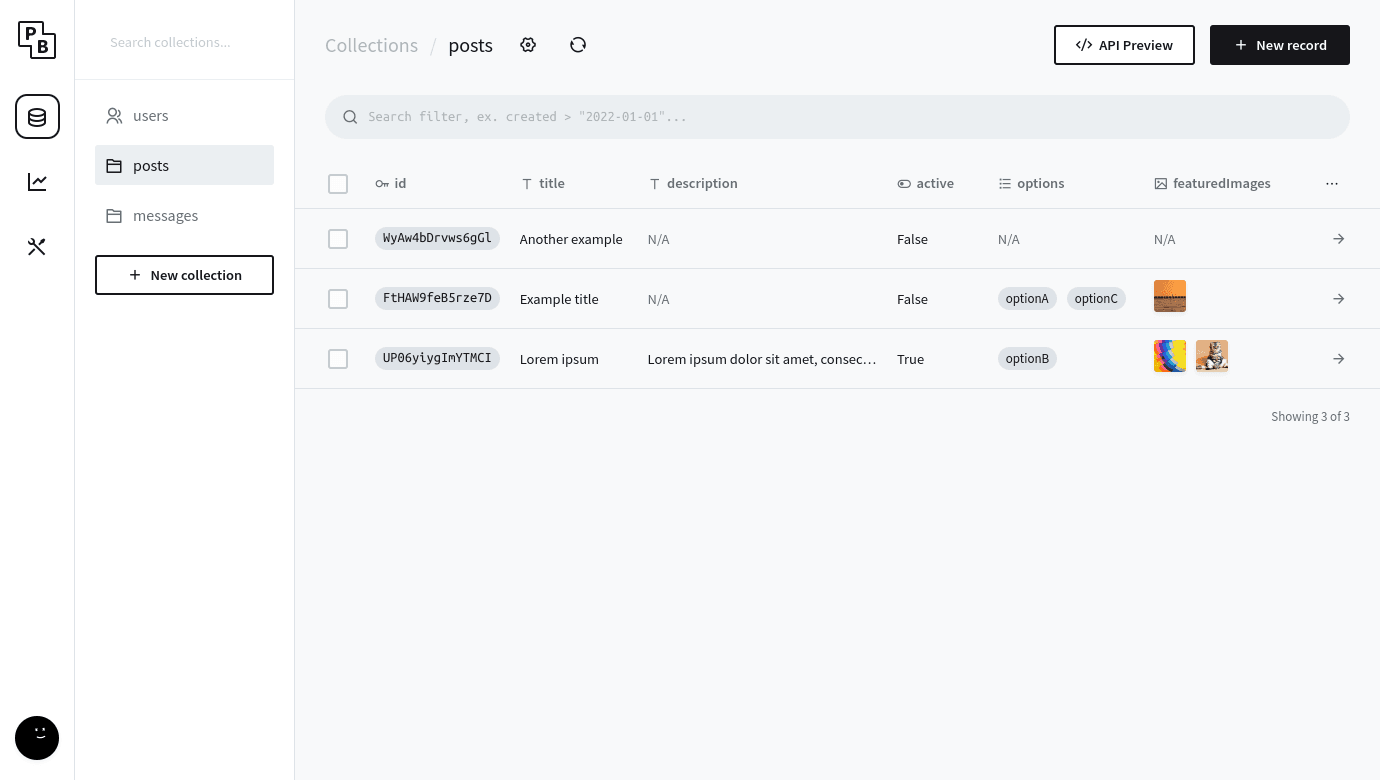 PB
Search collections...
users
posts
messages
New collection
Collections / posts
API Preview
New record
Search filter, ex. created > "2022-01-01"...
id title description active options featuredImages
WyAw4bDrvws6gGl Another example N/A False N/A N/A
FtHAW9feB5rze7D Example title N/A False optionA optionC
UP06yiygImYTMCI Lorem ipsum Lorem ipsum dolor sit amet, consec… True optionB
Showing 3 of 3